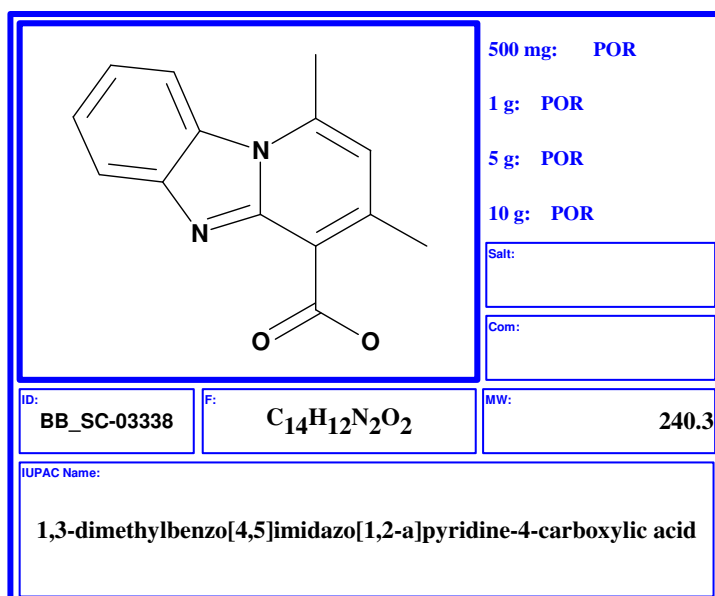 N
N
O
O
500 mg: POR
1 g: POR
5 g: POR
10 g: POR
Salt:
Com:
ID:
BB_SC-03338
F:
C14H12N2O2
MW:
240.3
IUPAC Name:
1,3-dimethylbenzo[4,5]imidazo[1,2-a]pyridine-4-carboxylic acid